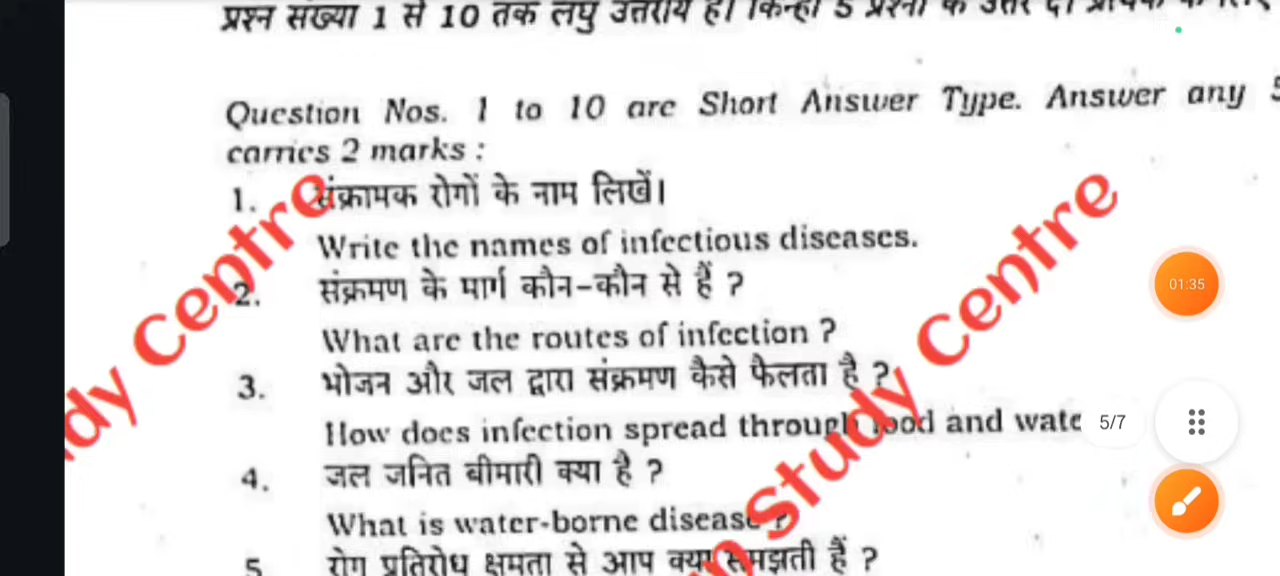 प्रश्न संख्या 1 से 10 तक लघु उत्तरीय हैं। किन्हीं 5 प्रश्नों के उत्तर दें।
Question Nos. 1 to 10 are Short Answer Type. Answer any 5
carries 2 marks :
1. संक्रामक रोगों के नाम लिखें।
Write the names of infectious diseases.
2. संक्रमण के मार्ग कौन-कौन से हैं ?
What are the routes of infection ?
3. भोजन और जल द्वारा संक्रमण कैसे फैलता है ?
How does infection spread through food and wate
4. जल जनित बीमारी क्या है ?
What is water-borne disease ?
5. रोग प्रतिरोध क्षमता से आप क्या समझती हैं ?
dy Centre
n Study Centre
01:35
5/7